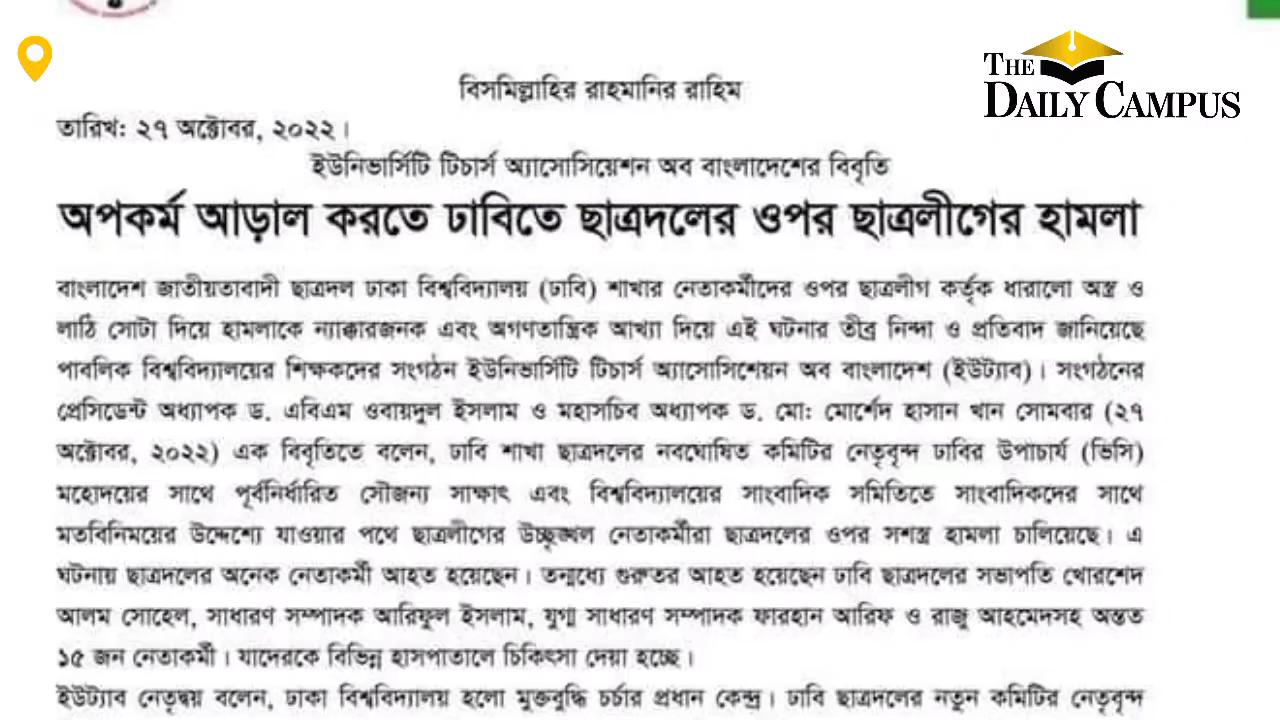 THE
DAILY CAMPUS
বিসমিল্লাহির রাহমানির রাহিম
তারিখ: ২৭ অক্টোবর, ২০২২।
ইউনিভার্সিটি টিচার্স অ্যাসোসিয়েশন অব বাংলাদেশের বিবৃতি
অপকর্ম আড়াল করতে ঢাবিতে ছাত্রদলের ওপর ছাত্রলীগের হামলা
বাংলাদেশ জাতীয়তাবাদী ছাত্রদল ঢাকা বিশ্ববিদ্যালয় (ঢাবি) শাখার নেতাকর্মীদের ওপর ছাত্রলীগ কর্তৃক ধারালো অস্ত্র ও
লাঠি সোটা দিয়ে হামলাকে ন্যাক্কারজনক এবং অগণতান্ত্রিক আখ্যা দিয়ে এই ঘটনার তীব্র নিন্দা ও প্রতিবাদ জানিয়েছে
পাবলিক বিশ্ববিদ্যালয়ের শিক্ষকদের সংগঠন ইউনিভার্সিটি টিচার্স অ্যাসোসিশেয়ন অব বাংলাদেশ (ইউট্যাব)। সংগঠনের
প্রেসিডেন্ট অধ্যাপক ড. এবিএম ওবায়দুল ইসলাম ও মহাসচিব অধ্যাপক ড. মো: মোর্শেদ হাসান খান সোমবার (২৭
অক্টোবর, ২০২২) এক বিবৃতিতে বলেন, ঢাবি শাখা ছাত্রদলের নবঘোষিত কমিটির নেতৃবৃন্দ ঢাবির উপাচার্য (ভিসি)
মহোদয়ের সাথে পূর্বনির্ধারিত সৌজন্য সাক্ষাৎ এবং বিশ্ববিদ্যালয়ের সাংবাদিক সমিতিতে সাংবাদিকদের সাথে
মতবিনিময়ের উদ্দেশ্যে যাওয়ার পথে ছাত্রলীগের উচ্ছৃঙ্খল নেতাকর্মীরা ছাত্রদলের ওপর সশস্ত্র হামলা চালিয়েছে। এ
ঘটনায় ছাত্রদলের অনেক নেতাকর্মী আহত হয়েছেন। তন্মধ্যে গুরুতর আহত হয়েছেন ঢাবি ছাত্রদলের সভাপতি খোরশেদ
আলম সোহেল, সাধারণ সম্পাদক আরিফুল ইসলাম, যুগ্ম সাধারণ সম্পাদক ফারহান আরিফ ও রাজু আহমেদসহ অন্তত
১৫ জন নেতাকর্মী। যাদেরকে বিভিন্ন হাসপাতালে চিকিৎসা দেয়া হচ্ছে।
ইউট্যাব নেতৃদ্বয় বলেন, ঢাকা বিশ্ববিদ্যালয় হলো মুক্তবুদ্ধি চর্চার প্রধান কেন্দ্র। ঢাবি ছাত্রদলের নতুন কমিটির নেতৃবৃন্দ